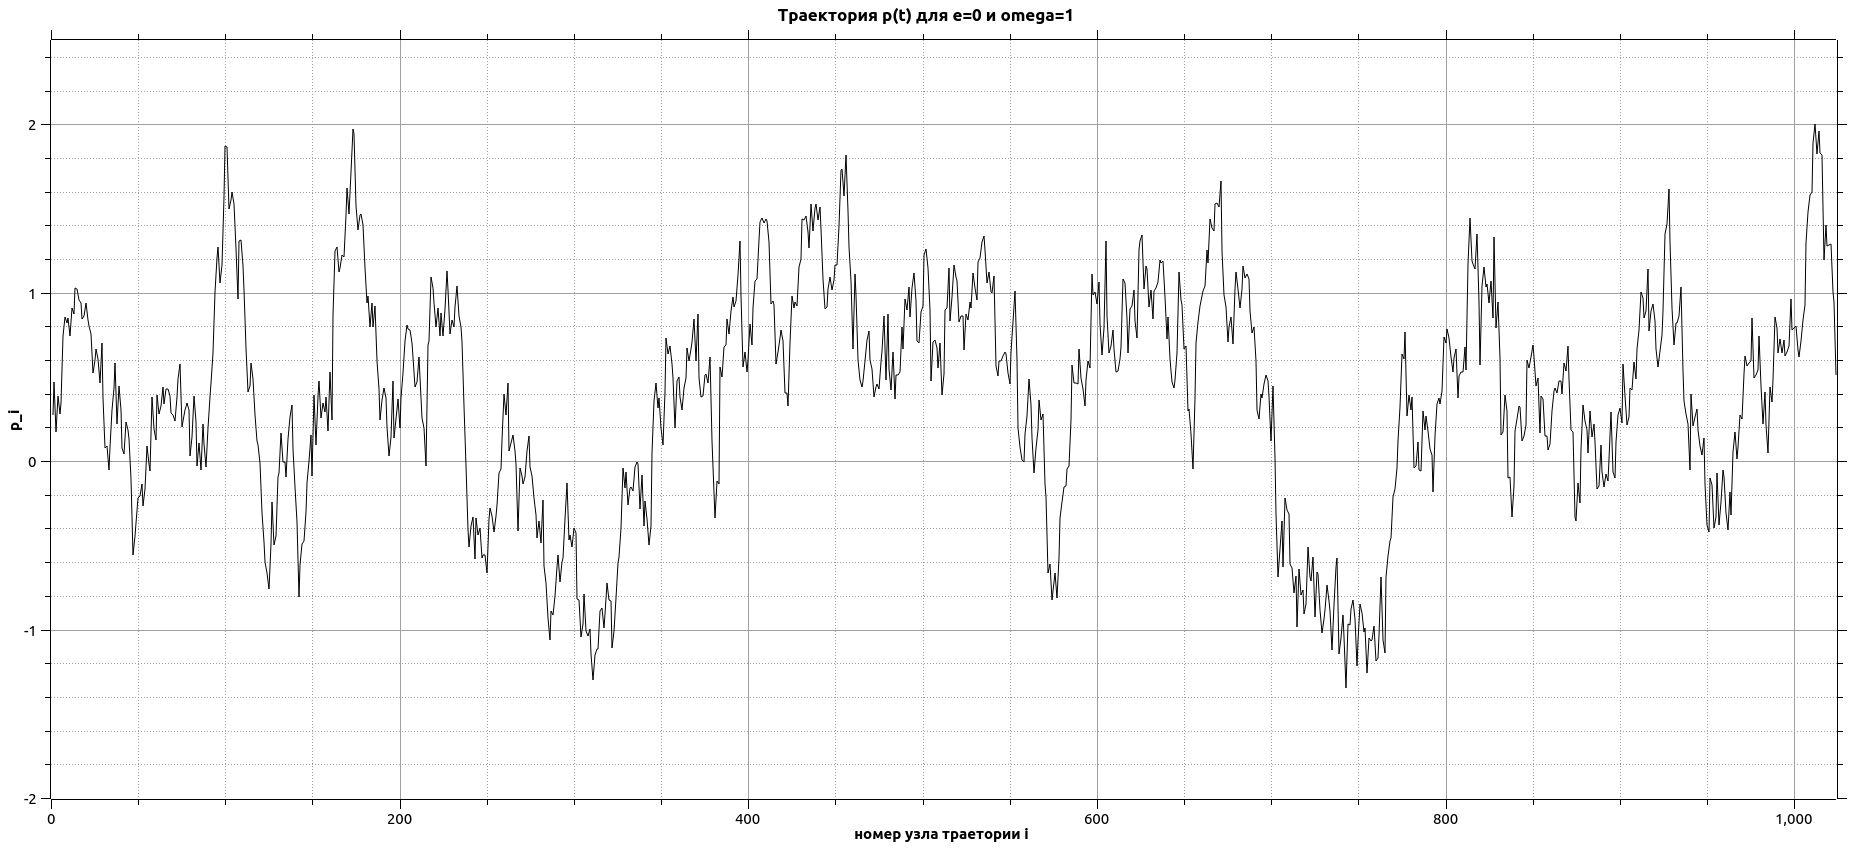 Траектория p(t) для e=0 и omega=1
2
1
0
-1
-2
p_i
0 200 400 600 800 1,000
номер узла траетории i